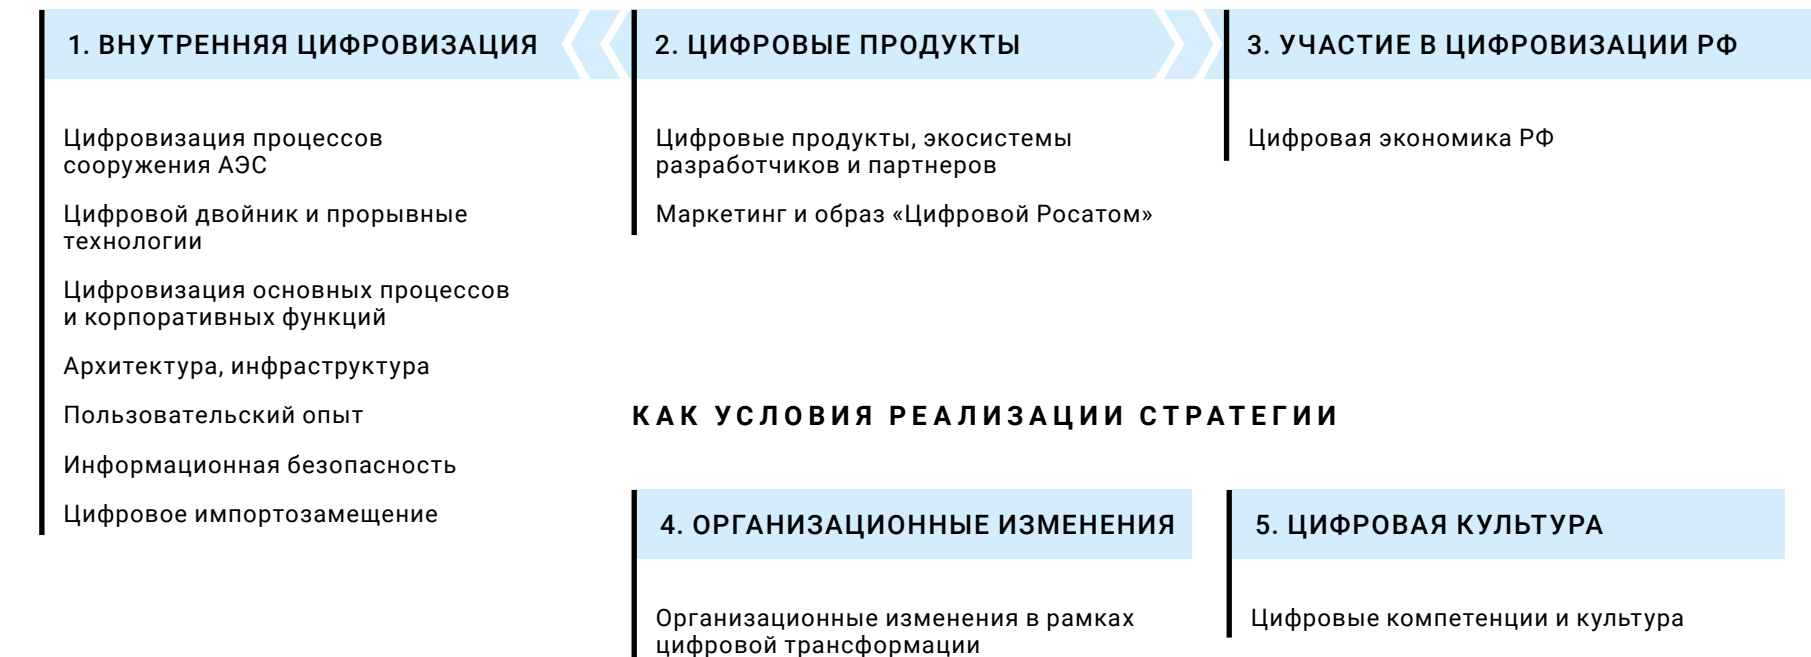 1. ВНУТРЕННЯЯ ЦИФРОВИЗАЦИЯ
Цифровизация процессов
сооружения АЭС
Цифровой двойник и прорывные
технологии
Цифровизация основных процессов
и корпоративных функций
Архитектура, инфраструктура
Пользовательский опыт
Информационная безопасность
Цифровое импортозамещение
2. ЦИФРОВЫЕ ПРОДУКТЫ
Цифровые продукты, экосистемы
разработчиков и партнеров
Маркетинг и образ «Цифровой Росатом»
3. УЧАСТИЕ В ЦИФРОВИЗАЦИИ РФ
Цифровая экономика РФ
КАК УСЛОВИЯ РЕАЛИЗАЦИИ СТРАТЕГИИ
4. ОРГАНИЗАЦИОННЫЕ ИЗМЕНЕНИЯ
Организационные изменения в рамках
цифровой трансформации
5. ЦИФРОВАЯ КУЛЬТУРА
Цифровые компетенции и культура